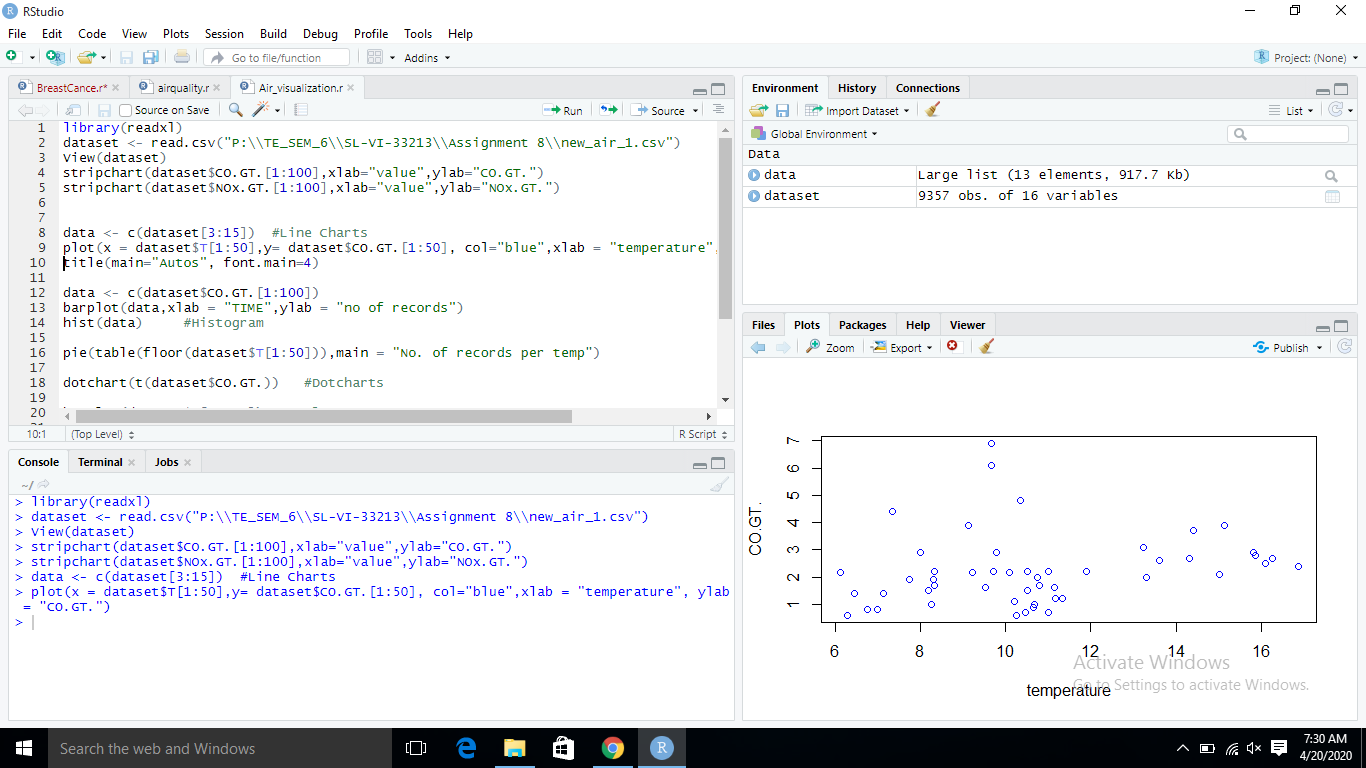 RStudio
File Edit Code View Plots Session Build Debug Profile Tools Help
Go to file/function Addins Project: (None)
BreastCance.r* airquality.r Air_visualization.r
Source on Save Run Source
1 library(readxl)
2 dataset <- read.csv("P:\\TE_SEM_6\\SL-VI-33213\\Assignment 8\\new_air_1.csv")
3 View(dataset)
4 stripchart(dataset$CO.GT.[1:100],xlab="value",ylab="CO.GT.")
5 stripchart(dataset$NOx.GT.[1:100],xlab="value",ylab="NOx.GT.")
6
7
8 data <- c(dataset[3:15]) #Line Charts
9 plot(x = dataset$T[1:50],y= dataset$CO.GT.[1:50], col="blue",xlab = "temperature",
10 title(main="Autos", font.main=4)
11
12 data <- c(dataset$CO.GT.[1:100])
13 barplot(data,xlab = "TIME",ylab = "no of records")
14 hist(data) #Histogram
15
16 pie(table(floor(dataset$T[1:50])),main = "No. of records per temp")
17
18 dotchart(t(dataset$CO.GT.)) #Dotcharts
19
20
10:1 (Top Level) R Script
Console Terminal Jobs
~/
> library(readxl)
> dataset <- read.csv("P:\\TE_SEM_6\\SL-VI-33213\\Assignment 8\\new_air_1.csv")
> View(dataset)
> stripchart(dataset$CO.GT.[1:100],xlab="value",ylab="CO.GT.")
> stripchart(dataset$NOx.GT.[1:100],xlab="value",ylab="NOx.GT.")
> data <- c(dataset[3:15]) #Line Charts
> plot(x = dataset$T[1:50],y= dataset$CO.GT.[1:50], col="blue",xlab = "temperature", ylab
= "CO.GT.")
>
Environment History Connections
Import Dataset List
Global Environment
Data
data Large list (13 elements, 917.7 Kb)
dataset 9357 obs. of 16 variables
Files Plots Packages Help Viewer
Zoom Export Publish
CO.GT.
7
6
5
4
3
2
1
6 8 10 12 14 16
temperature
Activate Windows
Go to Settings to activate Windows.
Search the web and Windows
7:30 AM
4/20/2020